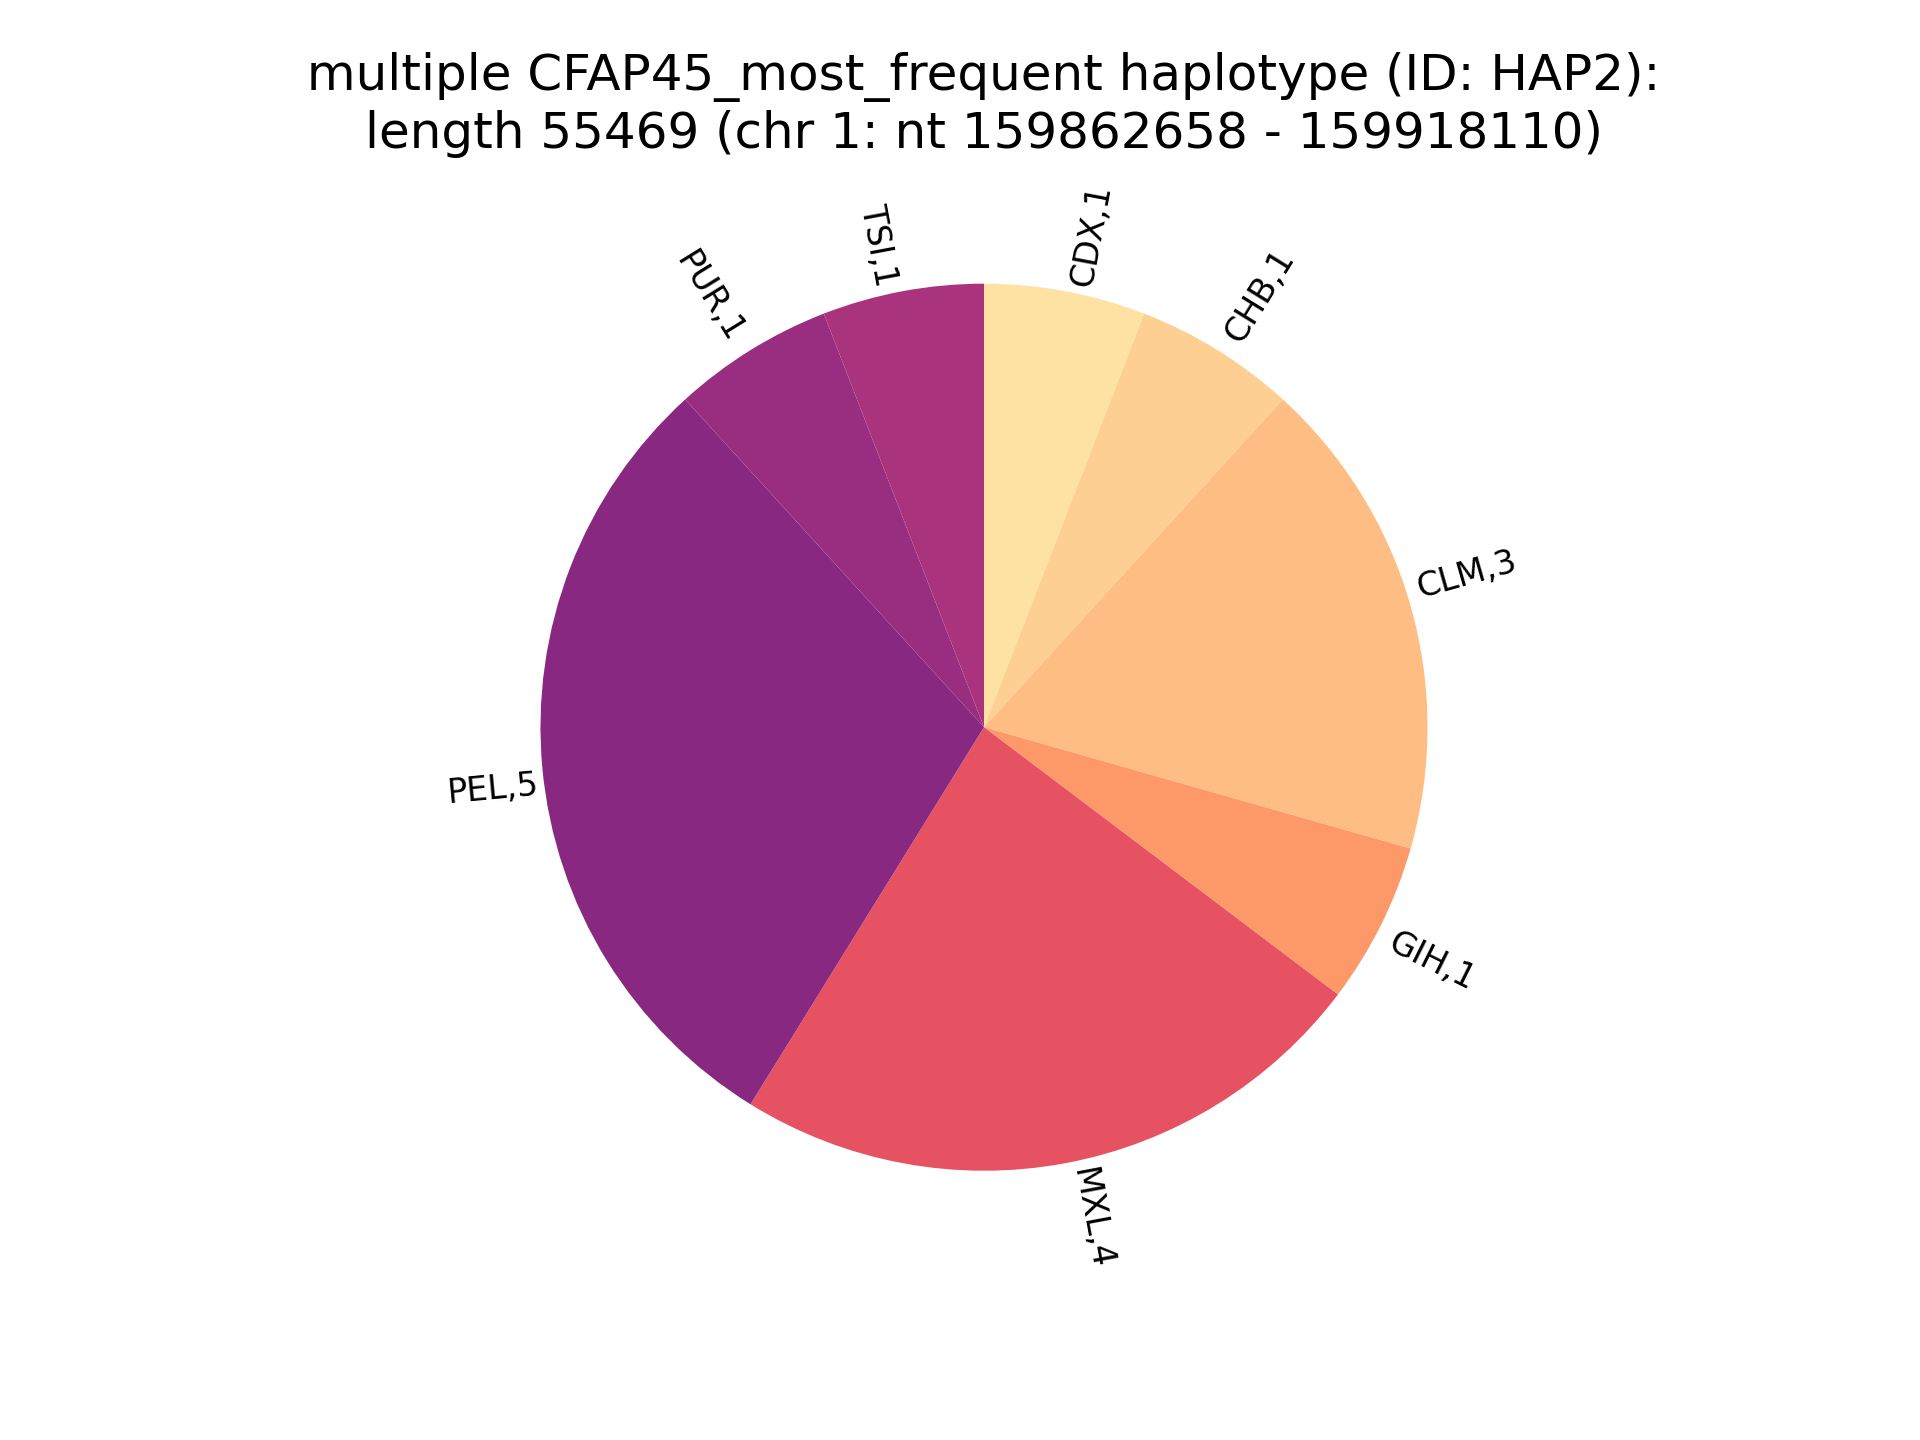 multiple CFAP45_most_frequent haplotype (ID: HAP2):
length 55469 (chr 1: nt 159862658 - 159918110)
CDX,1
CHB,1
CLM,3
GIH,1
MXL,4
PEL,5
PUR,1
TSI,1